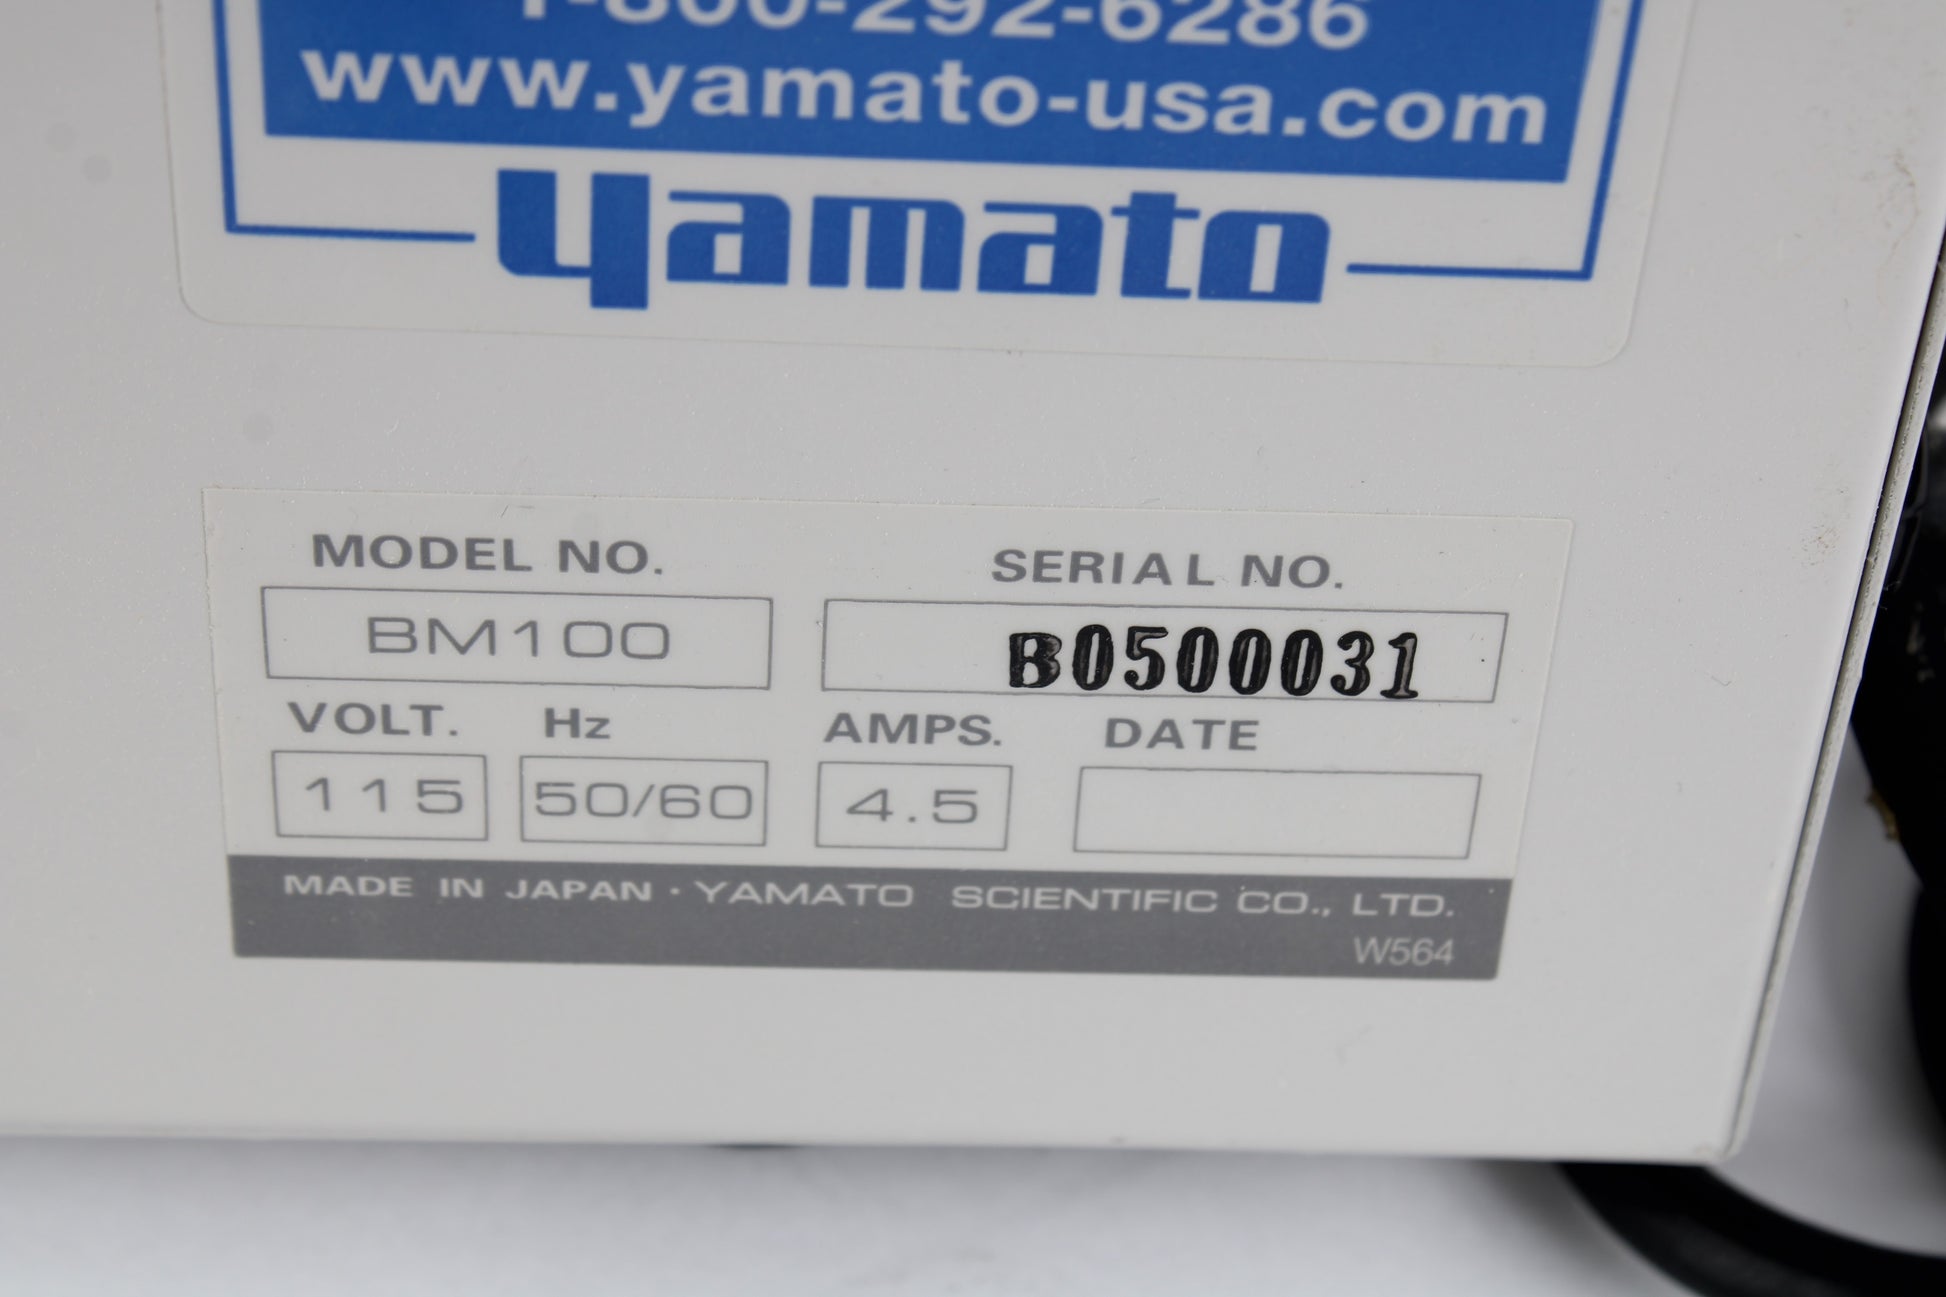 1-800-292-6286
www.yamato-usa.com
yamato
MODEL NO. SERIAL NO.
BM100 B0500031
VOLT. Hz AMPS. DATE
115 50/60 4.5
MADE IN JAPAN · YAMATO SCIENTIFIC CO., LTD.
W564